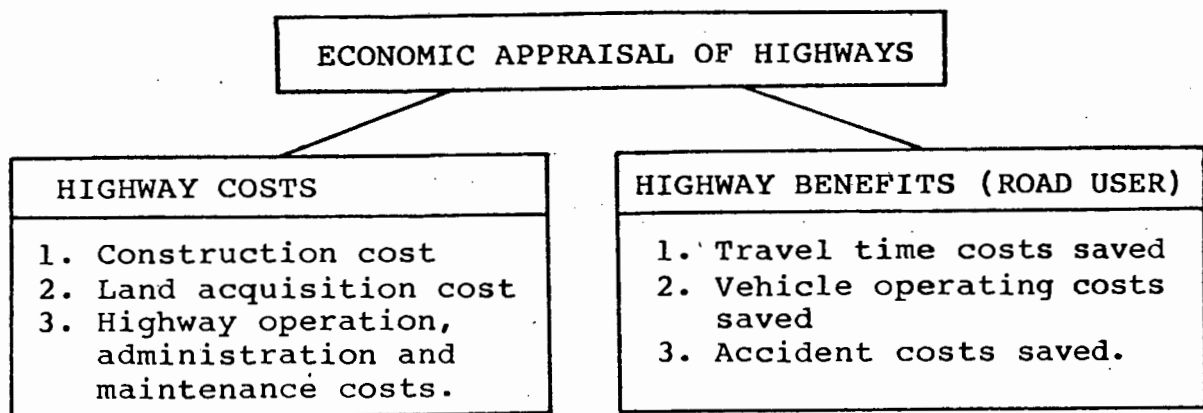 ECONOMIC APPRAISAL OF HIGHWAYS
HIGHWAY COSTS
1. Construction cost
2. Land acquisition cost
3. Highway operation,
administration and
maintenance costs.
HIGHWAY BENEFITS (ROAD USER)
1. Travel time costs saved
2. Vehicle operating costs
saved
3. Accident costs saved.